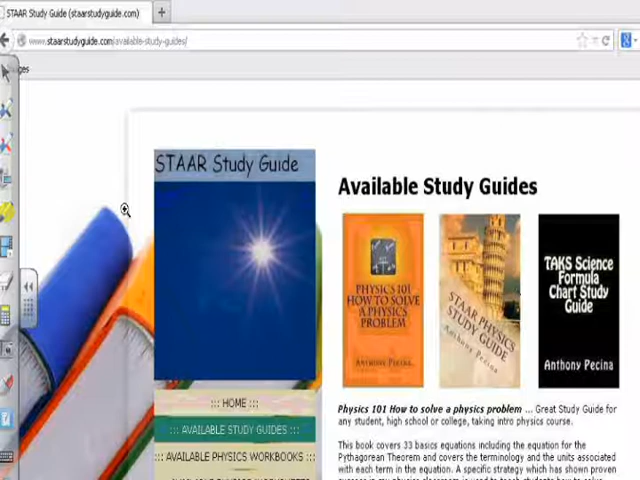 STAAR Study Guide (staarstudyguide.com)
www.staarstudyguide.com/available-study-guides/
ges
STAAR Study Guide
Available Study Guides
PHYSICS 101
HOW TO SOLVE
A PHYSICS
PROBLEM
Anthony Pecina
STAAR PHYSICS
STUDY GUIDE
Anthony Pecina
TAKS Science
Formula
Chart Study
Guide
Anthony Pecina
::: HOME :::
::: AVAILABLE STUDY GUIDES :::
::: AVAILABLE PHYSICS WORKBOOKS :::
Physics 101 How to solve a physics problem ... Great Study Guide for
any student, high school or college, taking intro physics course.
This book covers 33 basics equations including the equation for the
Pythagorean Theorem and covers the terminology and the units associated
with each term in the equation. A specific strategy which has shown proven